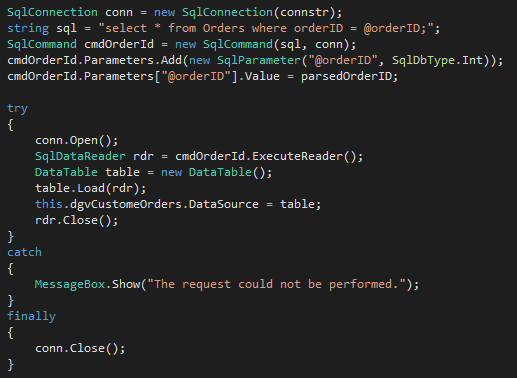 SqlConnection conn = new SqlConnection(connstr);
string sql = "select * from Orders where orderID = @orderID;";
SqlCommand cmdOrderId = new SqlCommand(sql, conn);
cmdOrderId.Parameters.Add(new SqlParameter("@orderID", SqlDbType.Int));
cmdOrderId.Parameters["@orderID"].Value = parsedOrderID;

try
{
    conn.Open();
    SqlDataReader rdr = cmdOrderId.ExecuteReader();
    DataTable table = new DataTable();
    table.Load(rdr);
    this.dgvCustomeOrders.DataSource = table;
    rdr.Close();
}
catch
{
    MessageBox.Show("The request could not be performed.");
}
finally
{
    conn.Close();
}